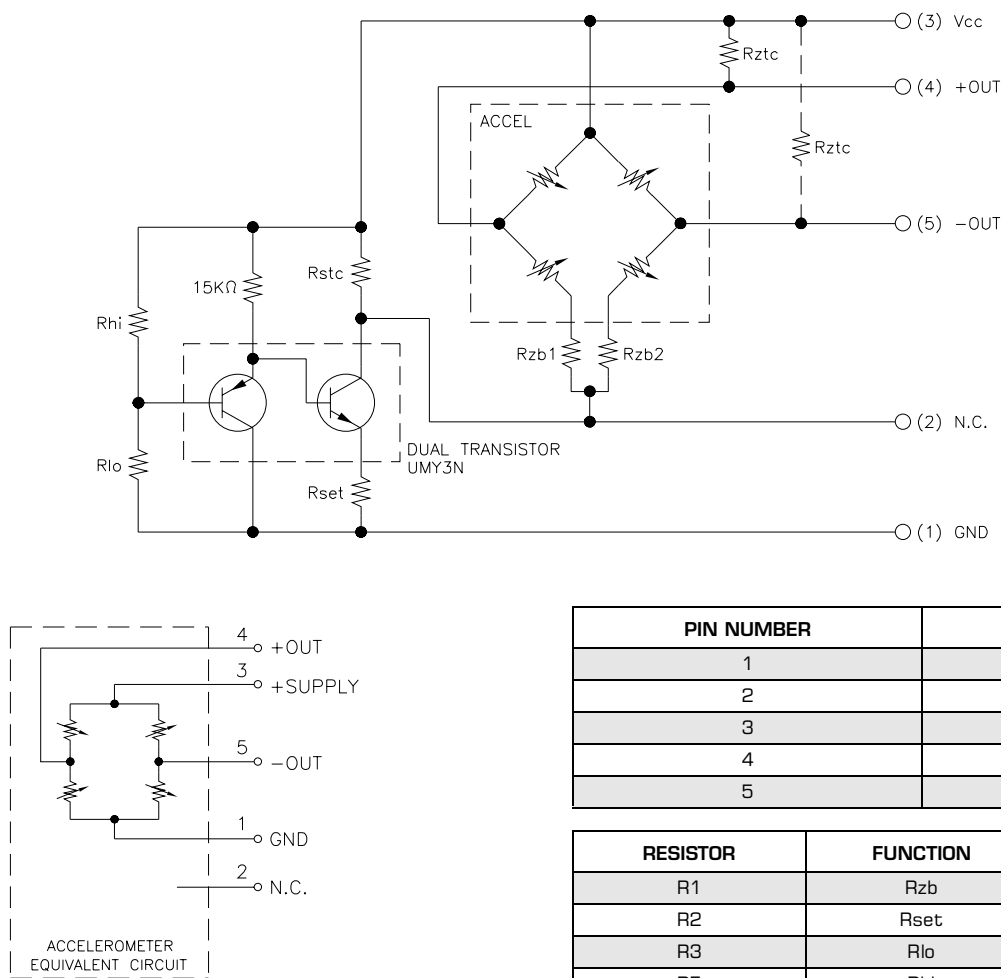 (3) Vcc
Rztc
(4) +OUT
ACCEL
Rztc
(5) −OUT
Rstc
15KΩ
Rhi
Rzb1
Rzb2
(2) N.C.
DUAL TRANSISTOR
UMY3N
Rlo
Rset
(1) GND
4
+OUT
3
+SUPPLY
5
−OUT
1
GND
2
N.C.
ACCELEROMETER
EQUIVALENT CIRCUIT
PIN NUMBER
1
2
3
4
5
RESISTOR FUNCTION
R1 Rzb
R2 Rset
R3 Rlo